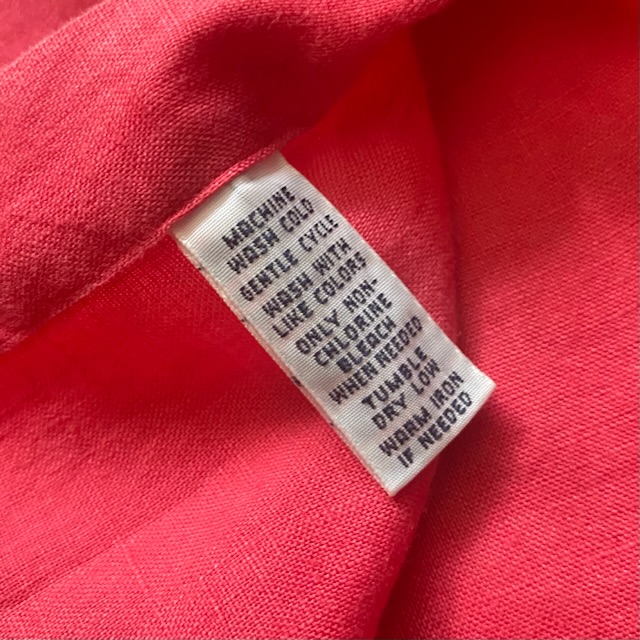 MACHINE
WASH COLD
GENTLE CYCLE
WASH WITH
LIKE COLORS
ONLY NON-
CHLORINE
BLEACH
WHEN NEEDED
TUMBLE
DRY LOW
WARM IRON
IF NEEDED